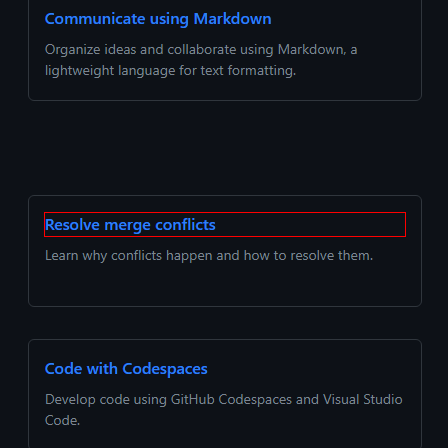 Communicate using Markdown
Organize ideas and collaborate using Markdown, a
lightweight language for text formatting.
Resolve merge conflicts
Learn why conflicts happen and how to resolve them.
Code with Codespaces
Develop code using GitHub Codespaces and Visual Studio
Code.